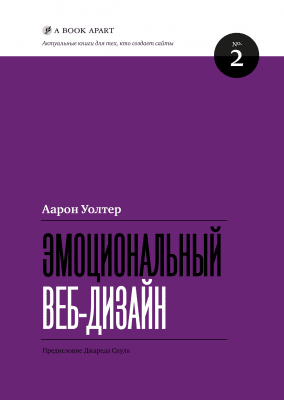 A BOOK APART
Актуальные книги для тех, кто создает сайты
No.
2
Аарон Уолтер
ЭМОЦИОНАЛЬНЫЙ
ВЕБ-ДИЗАЙН
Предисловие Джареда Спула